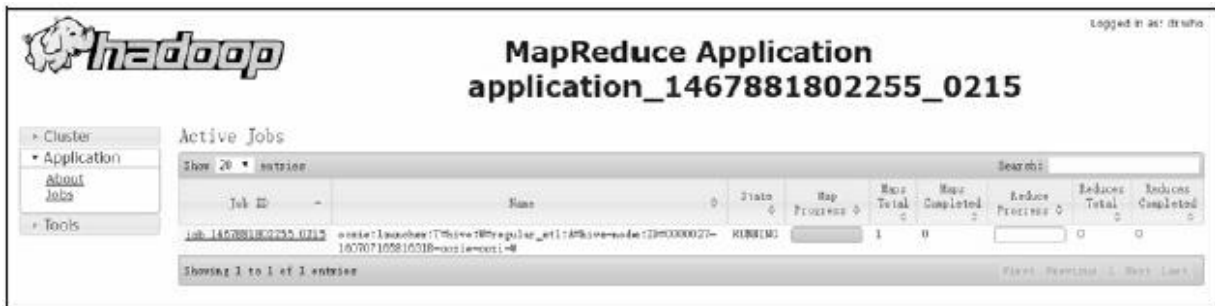 Logged in as: dr.who
hadoop
MapReduce Application
application_1467881802255_0215
Cluster
Application
About
Jobs
Tools
Active Jobs
Show 20 entries
Search:
Job ID
Name
State
Map Progress
Maps Total
Maps Completed
Reduce Progress
Reduces Total
Reduces Completed
job_1467881802255_0215
oozie:launcher:T=hive:W=regular_etl:A=hive-node:ID=0000027-
160707165816318-oozie-oozi-W
RUNNING
1
0
0
0
Showing 1 to 1 of 1 entries
First Previous 1 Next Last